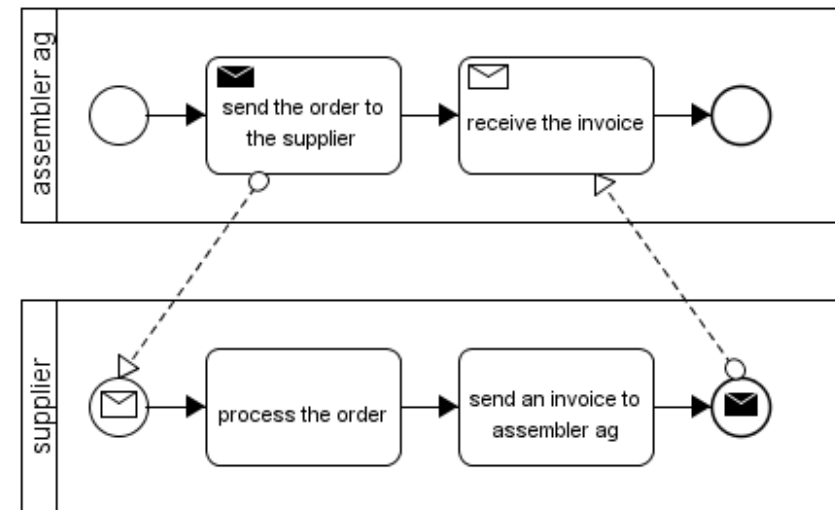 assembler ag
send the order to
the supplier
receive the invoice
supplier
process the order
send an invoice to
assembler ag